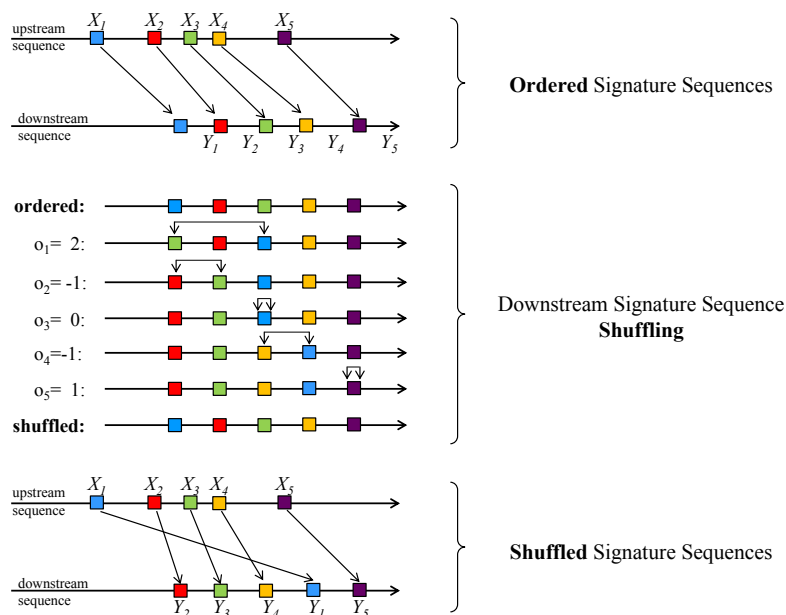 X1 X2 X3 X4 X5
upstream
sequence
Ordered Signature Sequences
downstream
sequence
Y1 Y2 Y3 Y4 Y5
ordered:
o1= 2:
o2= -1:
o3= 0:
o4=-1:
o5= 1:
shuffled:
Downstream Signature Sequence
Shuffling
X1 X2 X3 X4 X5
upstream
sequence
Shuffled Signature Sequences
downstream
sequence
Y2 Y3 Y4 Y1 Y5